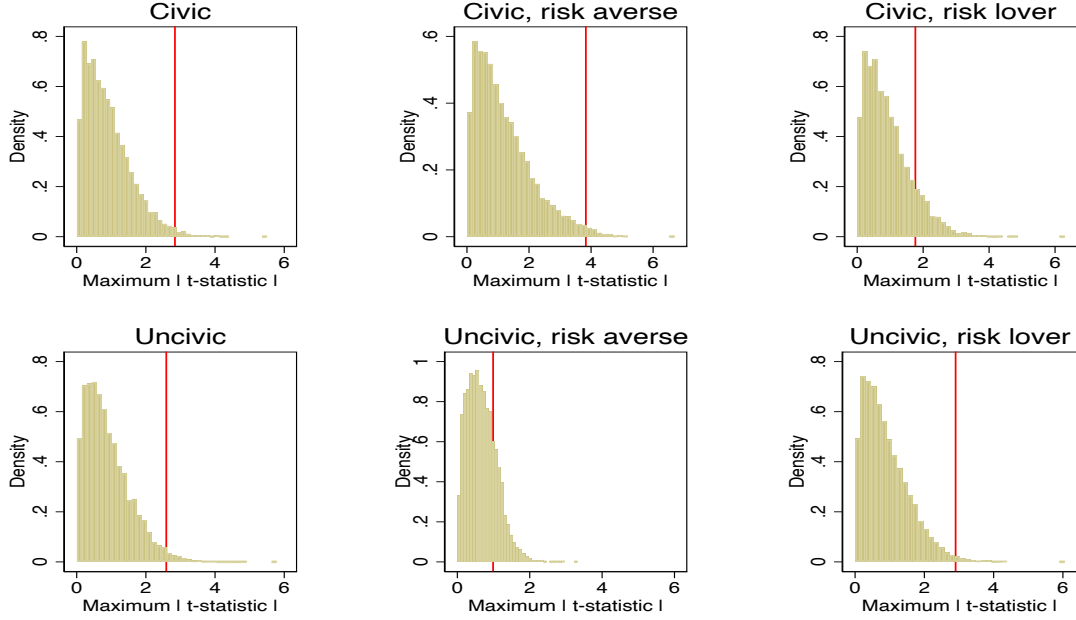 Civic
Civic, risk averse
Civic, risk lover
Density
0 .2 .4 .6 .8
0 2 4 6
Maximum | t-statistic |
Density
0 .2 .4 .6
0 2 4 6
Maximum | t-statistic |
Density
0 .2 .4 .6 .8
0 2 4 6
Maximum | t-statistic |
Uncivic
Uncivic, risk averse
Uncivic, risk lover
Density
0 .2 .4 .6 .8
0 2 4 6
Maximum | t-statistic |
Density
0 .2 .4 .6 .8 1
0 2 4 6
Maximum | t-statistic |
Density
0 .2 .4 .6 .8
0 2 4 6
Maximum | t-statistic |